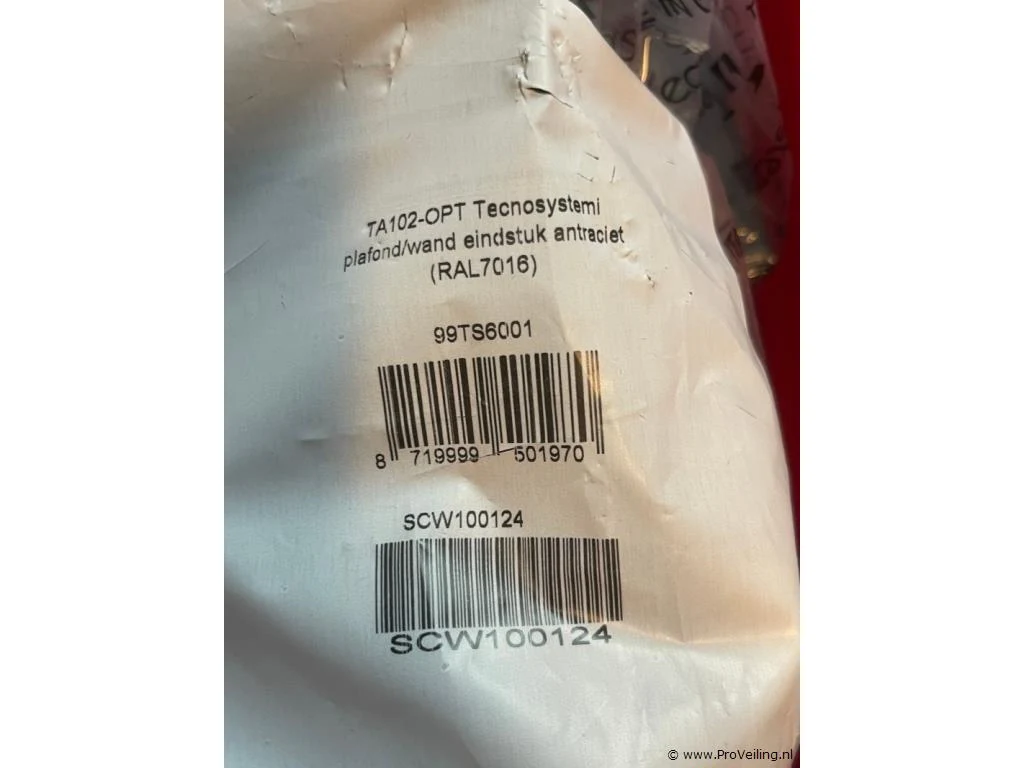 TA102-OPT Tecnosystemi
plafond/wand eindstuk antraciet
(RAL7016)
99TS6001
8 719999 501970
SCW100124
SCW100124
© www.ProVeiling.nl